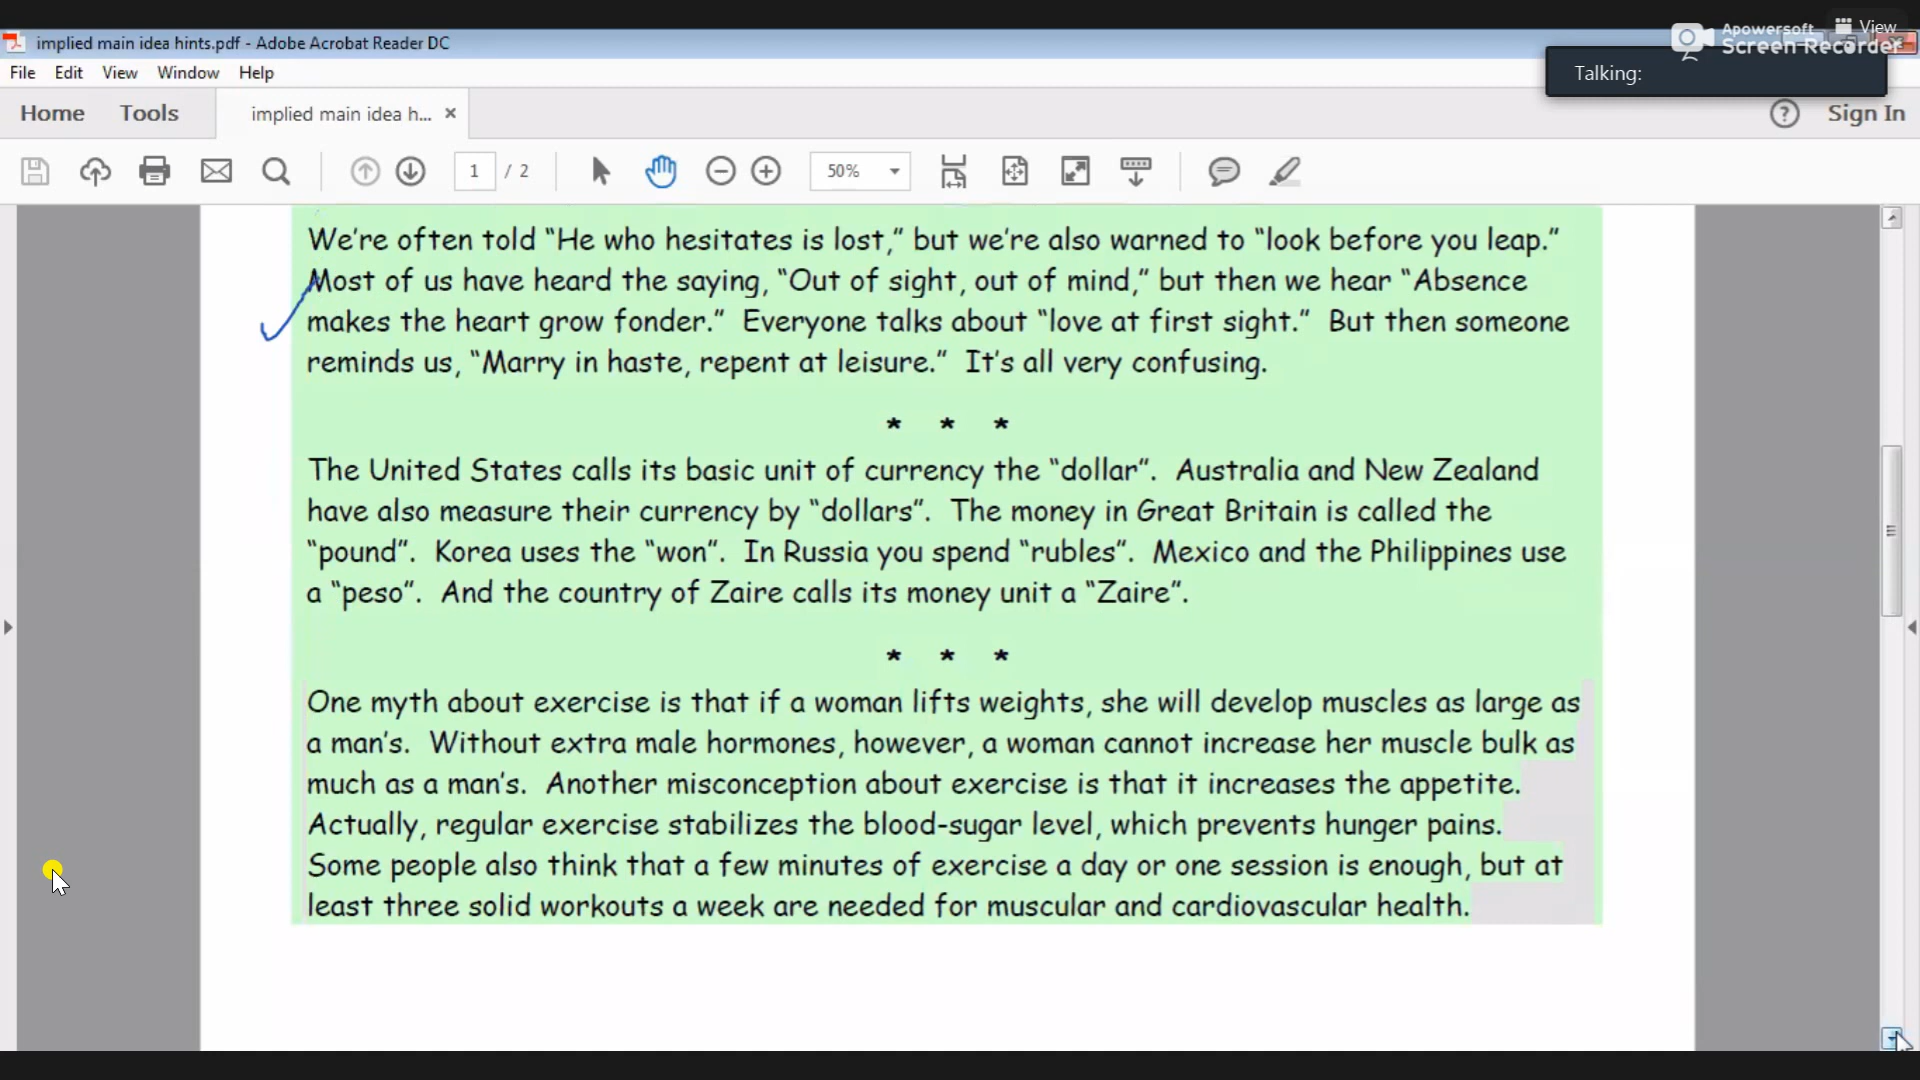 implied main idea hints.pdf - Adobe Acrobat Reader DC
Apowersoft
Screen Recorder
View
File Edit View Window Help
Talking:
Home Tools implied main idea h... Sign In
1 / 2 50%
We’re often told “He who hesitates is lost,” but we’re also warned to “look before you leap.”
Most of us have heard the saying, “Out of sight, out of mind,” but then we hear “Absence
makes the heart grow fonder.” Everyone talks about “love at first sight.” But then someone
reminds us, “Marry in haste, repent at leisure.” It’s all very confusing.
* * *
The United States calls its basic unit of currency the “dollar”. Australia and New Zealand
have also measure their currency by “dollars”. The money in Great Britain is called the
“pound”. Korea uses the “won”. In Russia you spend “rubles”. Mexico and the Philippines use
a “peso”. And the country of Zaire calls its money unit a “Zaire”.
* * *
One myth about exercise is that if a woman lifts weights, she will develop muscles as large as
a man’s. Without extra male hormones, however, a woman cannot increase her muscle bulk as
much as a man’s. Another misconception about exercise is that it increases the appetite.
Actually, regular exercise stabilizes the blood-sugar level, which prevents hunger pains.
Some people also think that a few minutes of exercise a day or one session is enough, but at
least three solid workouts a week are needed for muscular and cardiovascular health.